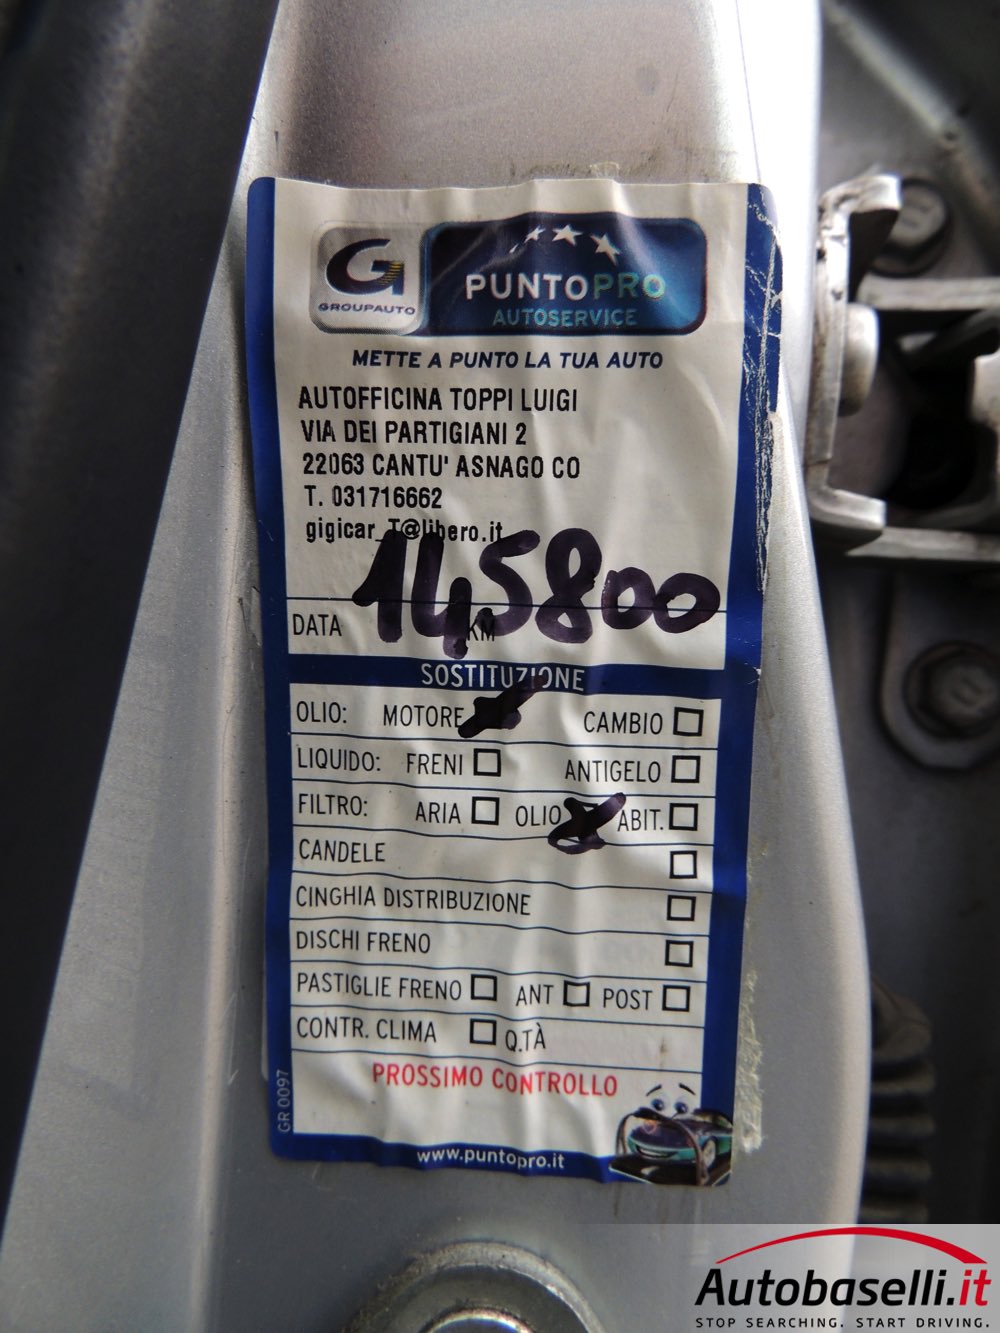 G
GROUPAUTO
PUNTOPRO
AUTOSERVICE
METTE A PUNTO LA TUA AUTO
AUTOFFICINA TOPPI LUIGI
VIA DEI PARTIGIANI 2
22063 CANTU' ASNAGO CO
T. 031716662
gigicar_T@libero.it
145800
DATA KM
SOSTITUZIONE
OLIO: MOTORE CAMBIO
LIQUIDO: FRENI ANTIGELO
FILTRO: ARIA OLIO ABIT.
CANDELE
CINGHIA DISTRIBUZIONE
DISCHI FRENO
PASTIGLIE FRENO ANT POST
CONTR. CLIMA Q.TÀ
PROSSIMO CONTROLLO
GR 0097
www.puntopro.it
Autobaselli.it
STOP SEARCHING. START DRIVING.